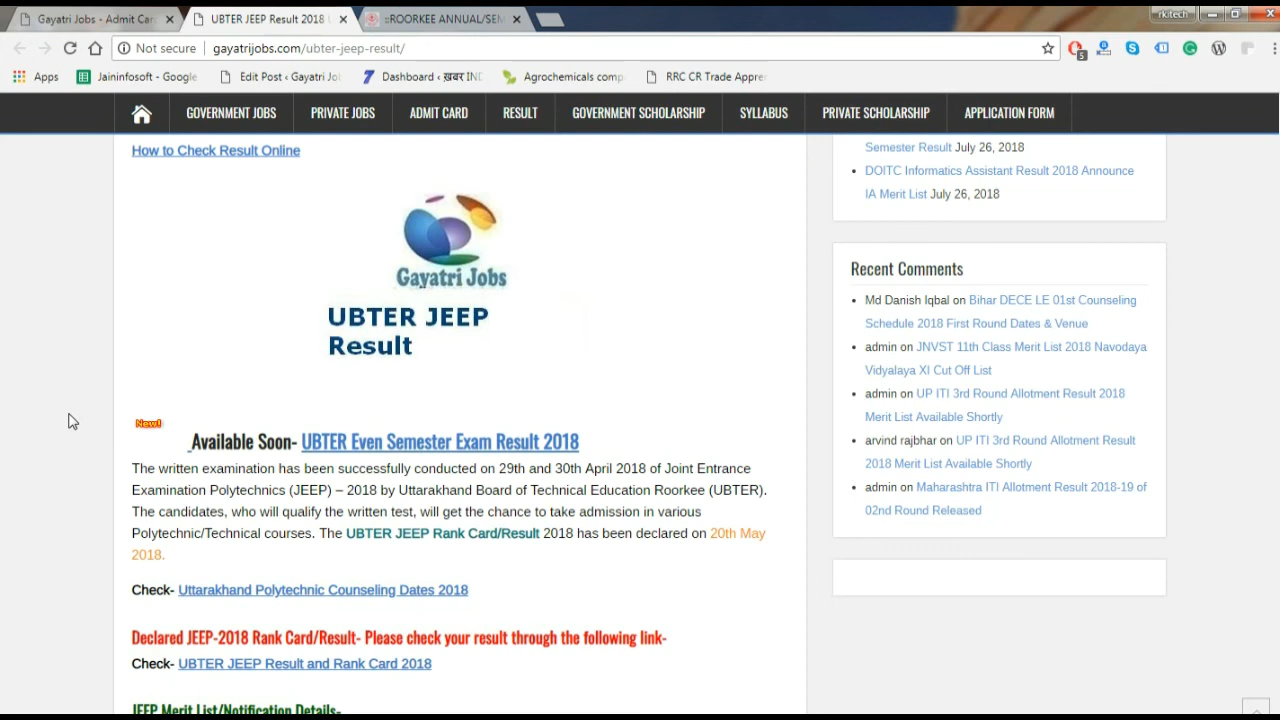 Gayatri Jobs - Admit Car
UBTER JEEP Result 2018
::ROORKEE ANNUAL/SEM
rkitech
Not secure
gayatrijobs.com/ubter-jeep-result/
5
Apps
Jaininfosoft - Google
Edit Post ‹ Gayatri Jo
Dashboard ‹ ख़बर IND
Agrochemicals comp
RRC CR Trade Appre
GOVERNMENT JOBS
PRIVATE JOBS
ADMIT CARD
RESULT
GOVERNMENT SCHOLARSHIP
SYLLABUS
PRIVATE SCHOLARSHIP
APPLICATION FORM
How to Check Result Online
Gayatri Jobs
UBTER JEEP
Result
New!
Available Soon- UBTER Even Semester Exam Result 2018
The written examination has been successfully conducted on 29th and 30th April 2018 of Joint Entrance
Examination Polytechnics (JEEP) – 2018 by Uttarakhand Board of Technical Education Roorkee (UBTER).
The candidates, who will qualify the written test, will get the chance to take admission in various
Polytechnic/Technical courses. The UBTER JEEP Rank Card/Result 2018 has been declared on 20th May
2018.
Check- Uttarakhand Polytechnic Counseling Dates 2018
Declared JEEP-2018 Rank Card/Result- Please check your result through the following link-
Check- UBTER JEEP Result and Rank Card 2018
JEEP Merit List/Notification Details-
Semester Result July 26, 2018
DOITC Informatics Assistant Result 2018 Announce
IA Merit List July 26, 2018
Recent Comments
Md Danish Iqbal on Bihar DECE LE 01st Counseling
Schedule 2018 First Round Dates & Venue
admin on JNVST 11th Class Merit List 2018 Navodaya
Vidyalaya XI Cut Off List
admin on UP ITI 3rd Round Allotment Result 2018
Merit List Available Shortly
arvind rajbhar on UP ITI 3rd Round Allotment Result
2018 Merit List Available Shortly
admin on Maharashtra ITI Allotment Result 2018-19 of
02nd Round Released